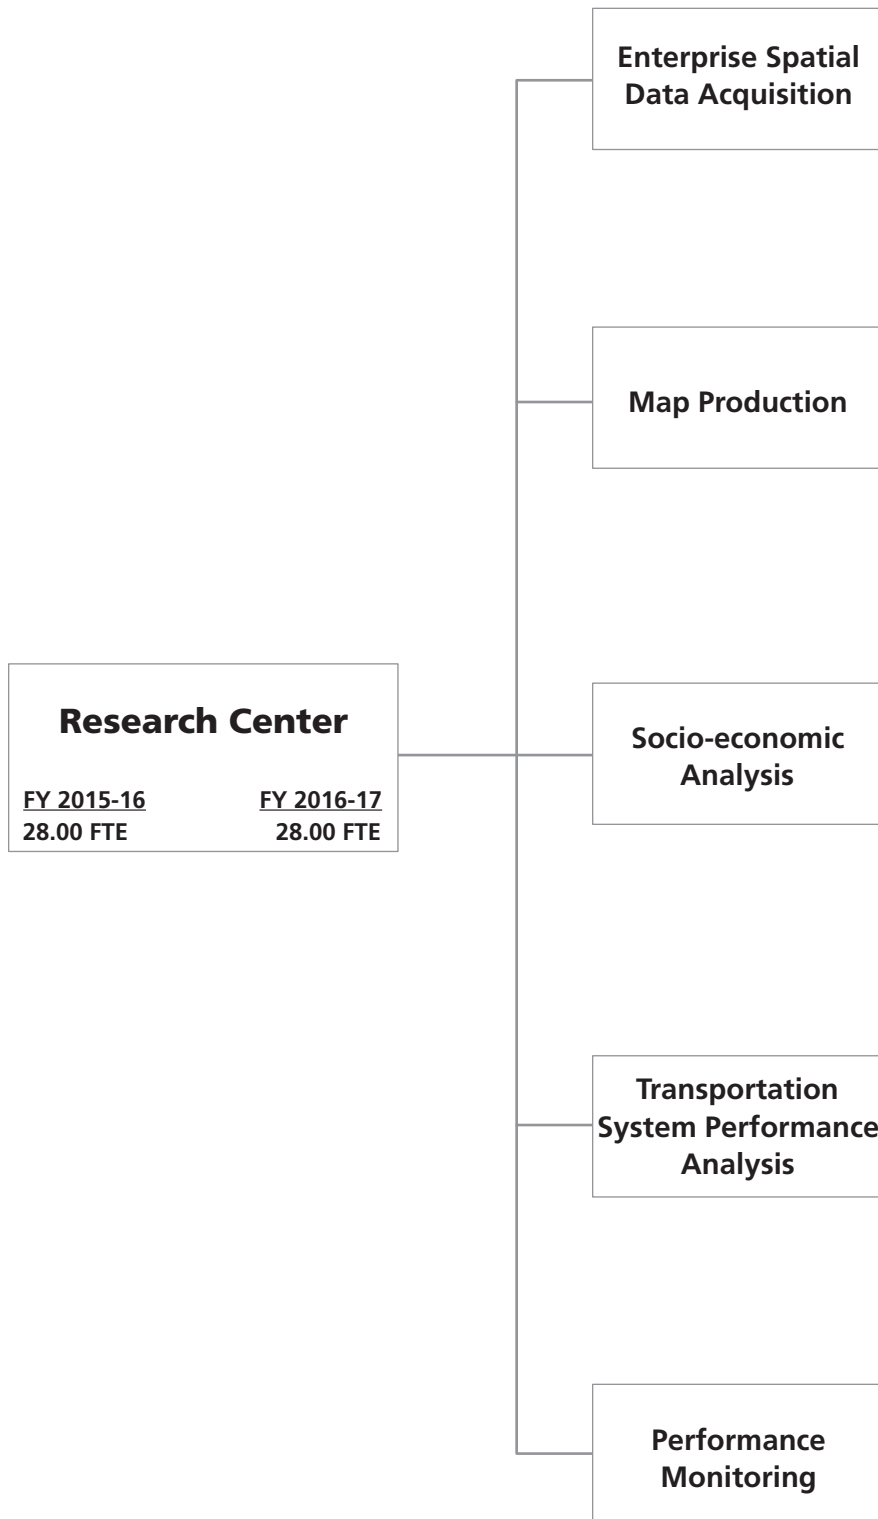 Enterprise Spatial
Data Acquisition
Map Production
Research Center
FY 2015-16 FY 2016-17
28.00 FTE 28.00 FTE
Socio-economic
Analysis
Transportation
System Performance
Analysis
Performance
Monitoring